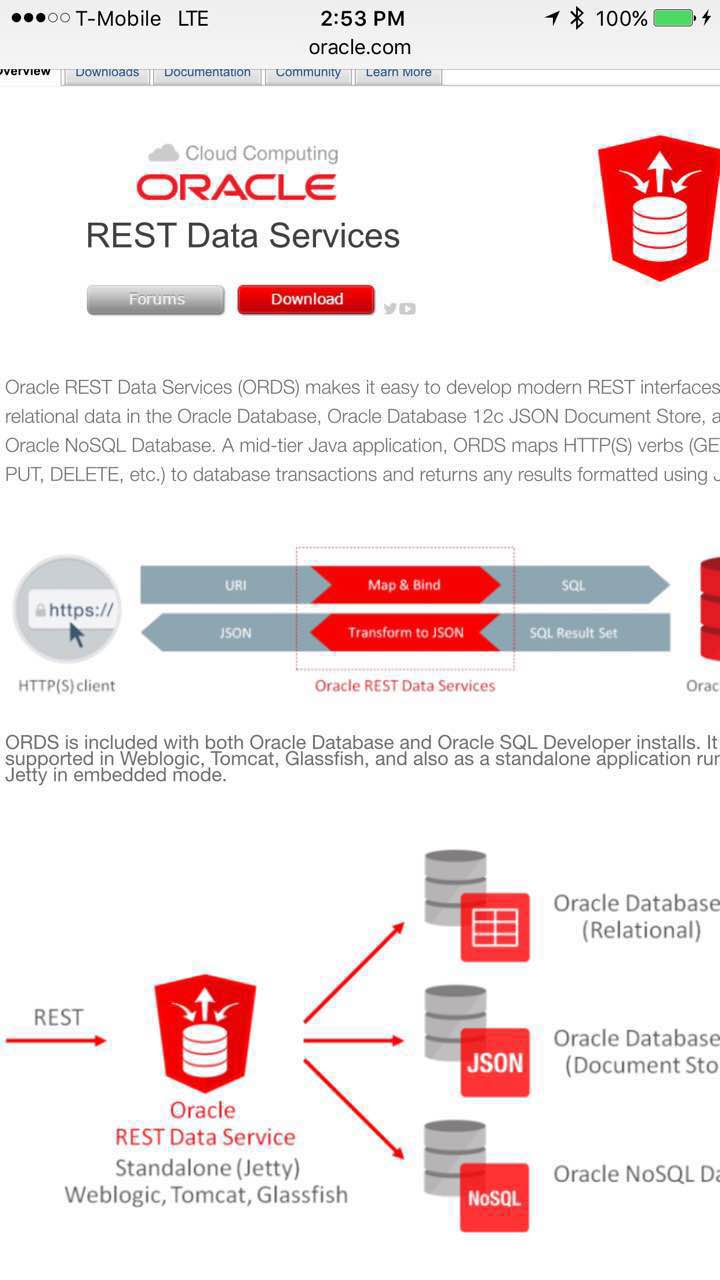 T-Mobile LTE
2:53 PM
100%
oracle.com
Overview
Downloads
Documentation
Community
Learn More
Cloud Computing
ORACLE
REST Data Services
Forums
Download
Oracle REST Data Services (ORDS) makes it easy to develop modern REST interfaces
relational data in the Oracle Database, Oracle Database 12c JSON Document Store, a
Oracle NoSQL Database. A mid-tier Java application, ORDS maps HTTP(S) verbs (GE
PUT, DELETE, etc.) to database transactions and returns any results formatted using J
https://
URI
Map & Bind
SQL
JSON
Transform to JSON
SQL Result Set
HTTP(S) client
Oracle REST Data Services
Orac
ORDS is included with both Oracle Database and Oracle SQL Developer installs. It
supported in Weblogic, Tomcat, Glassfish, and also as a standalone application rur
Jetty in embedded mode.
Oracle Database
(Relational)
REST
JSON
Oracle Database
(Document Sto
Oracle
REST Data Service
Standalone (Jetty)
Weblogic, Tomcat, Glassfish
NoSQL
Oracle NoSQL Da